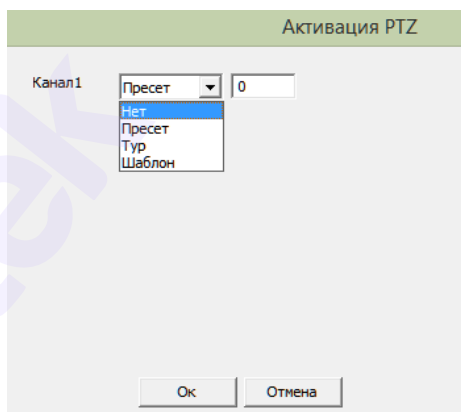 Активация PTZ
Канал1 Пресет 0
Нет
Пресет
Тур
Шаблон
Ок Отмена